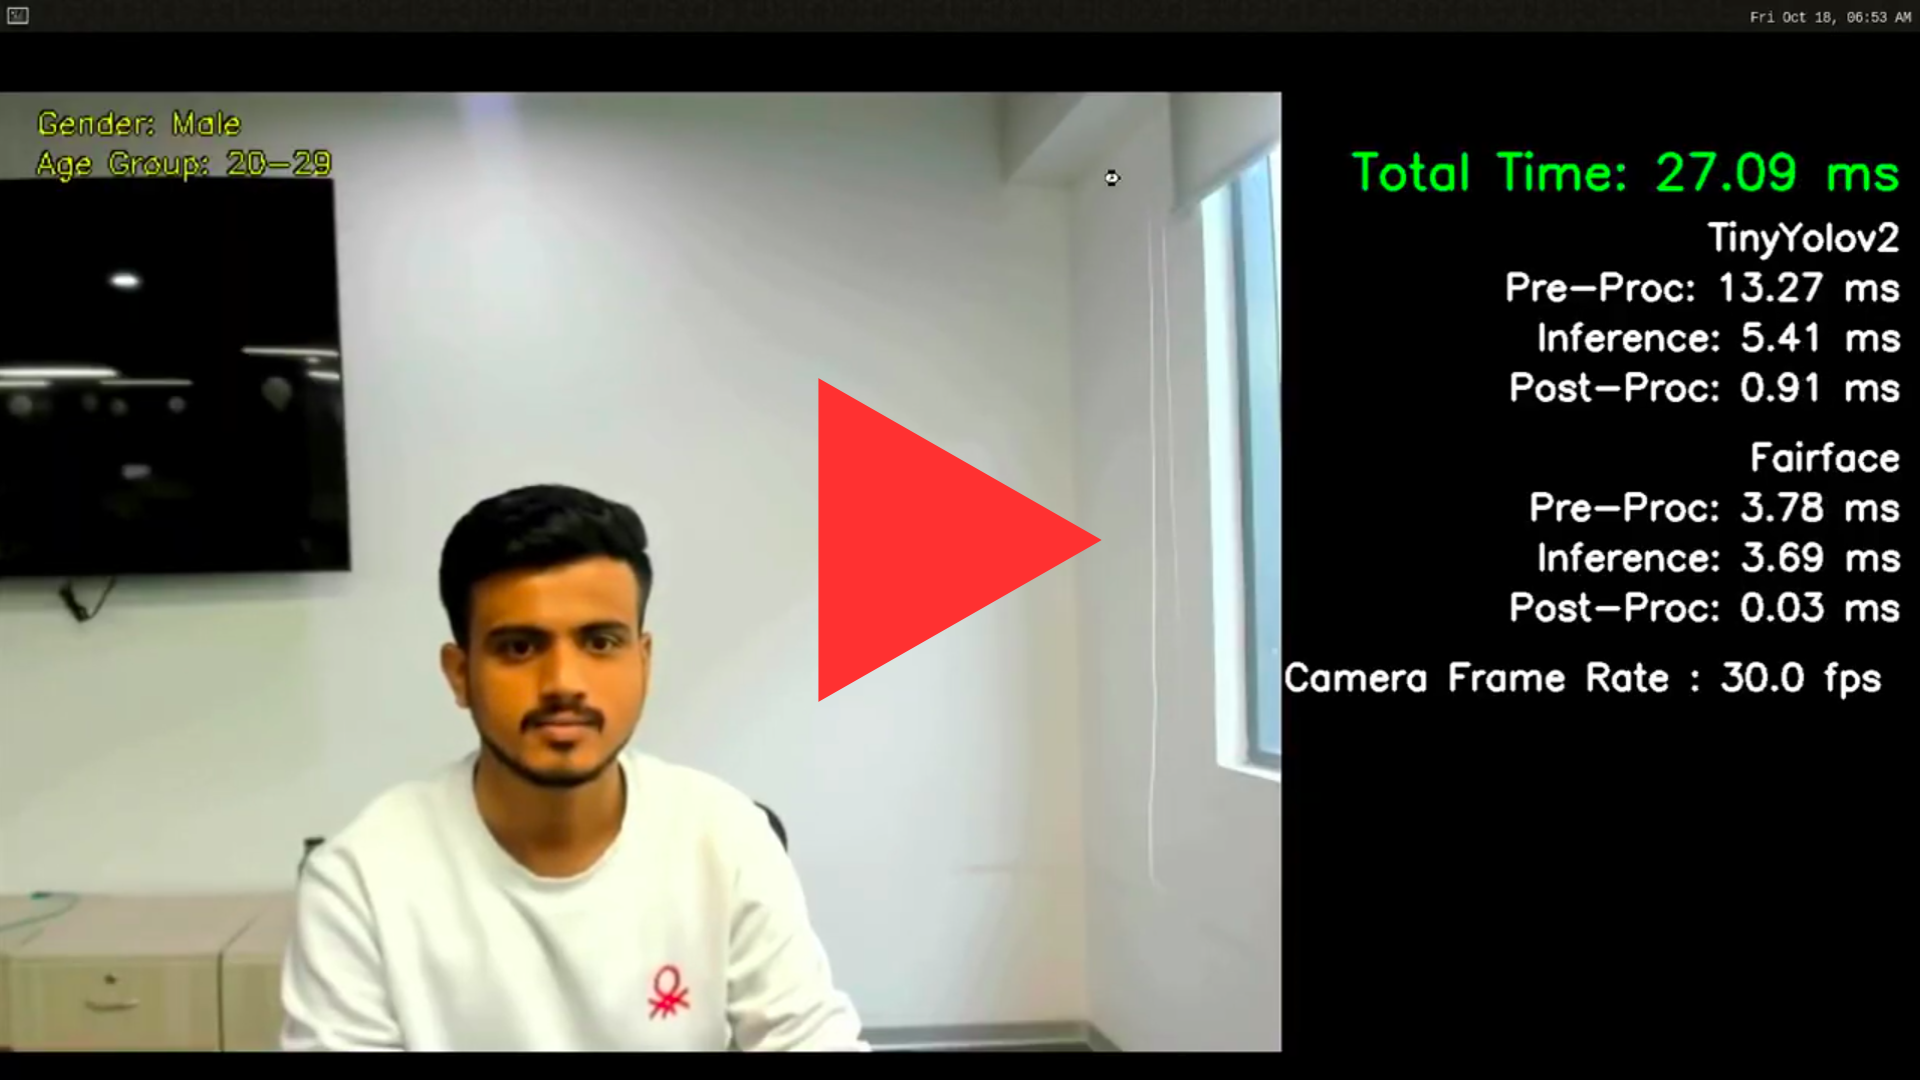 Fri Oct 18, 06:53 AM
Gender: Male
Age Group: 20-29
Total Time: 27.09 ms
TinyYolov2
Pre-Proc: 13.27 ms
Inference: 5.41 ms
Post-Proc: 0.91 ms
Fairface
Pre-Proc: 3.78 ms
Inference: 3.69 ms
Post-Proc: 0.03 ms
Camera Frame Rate : 30.0 fps